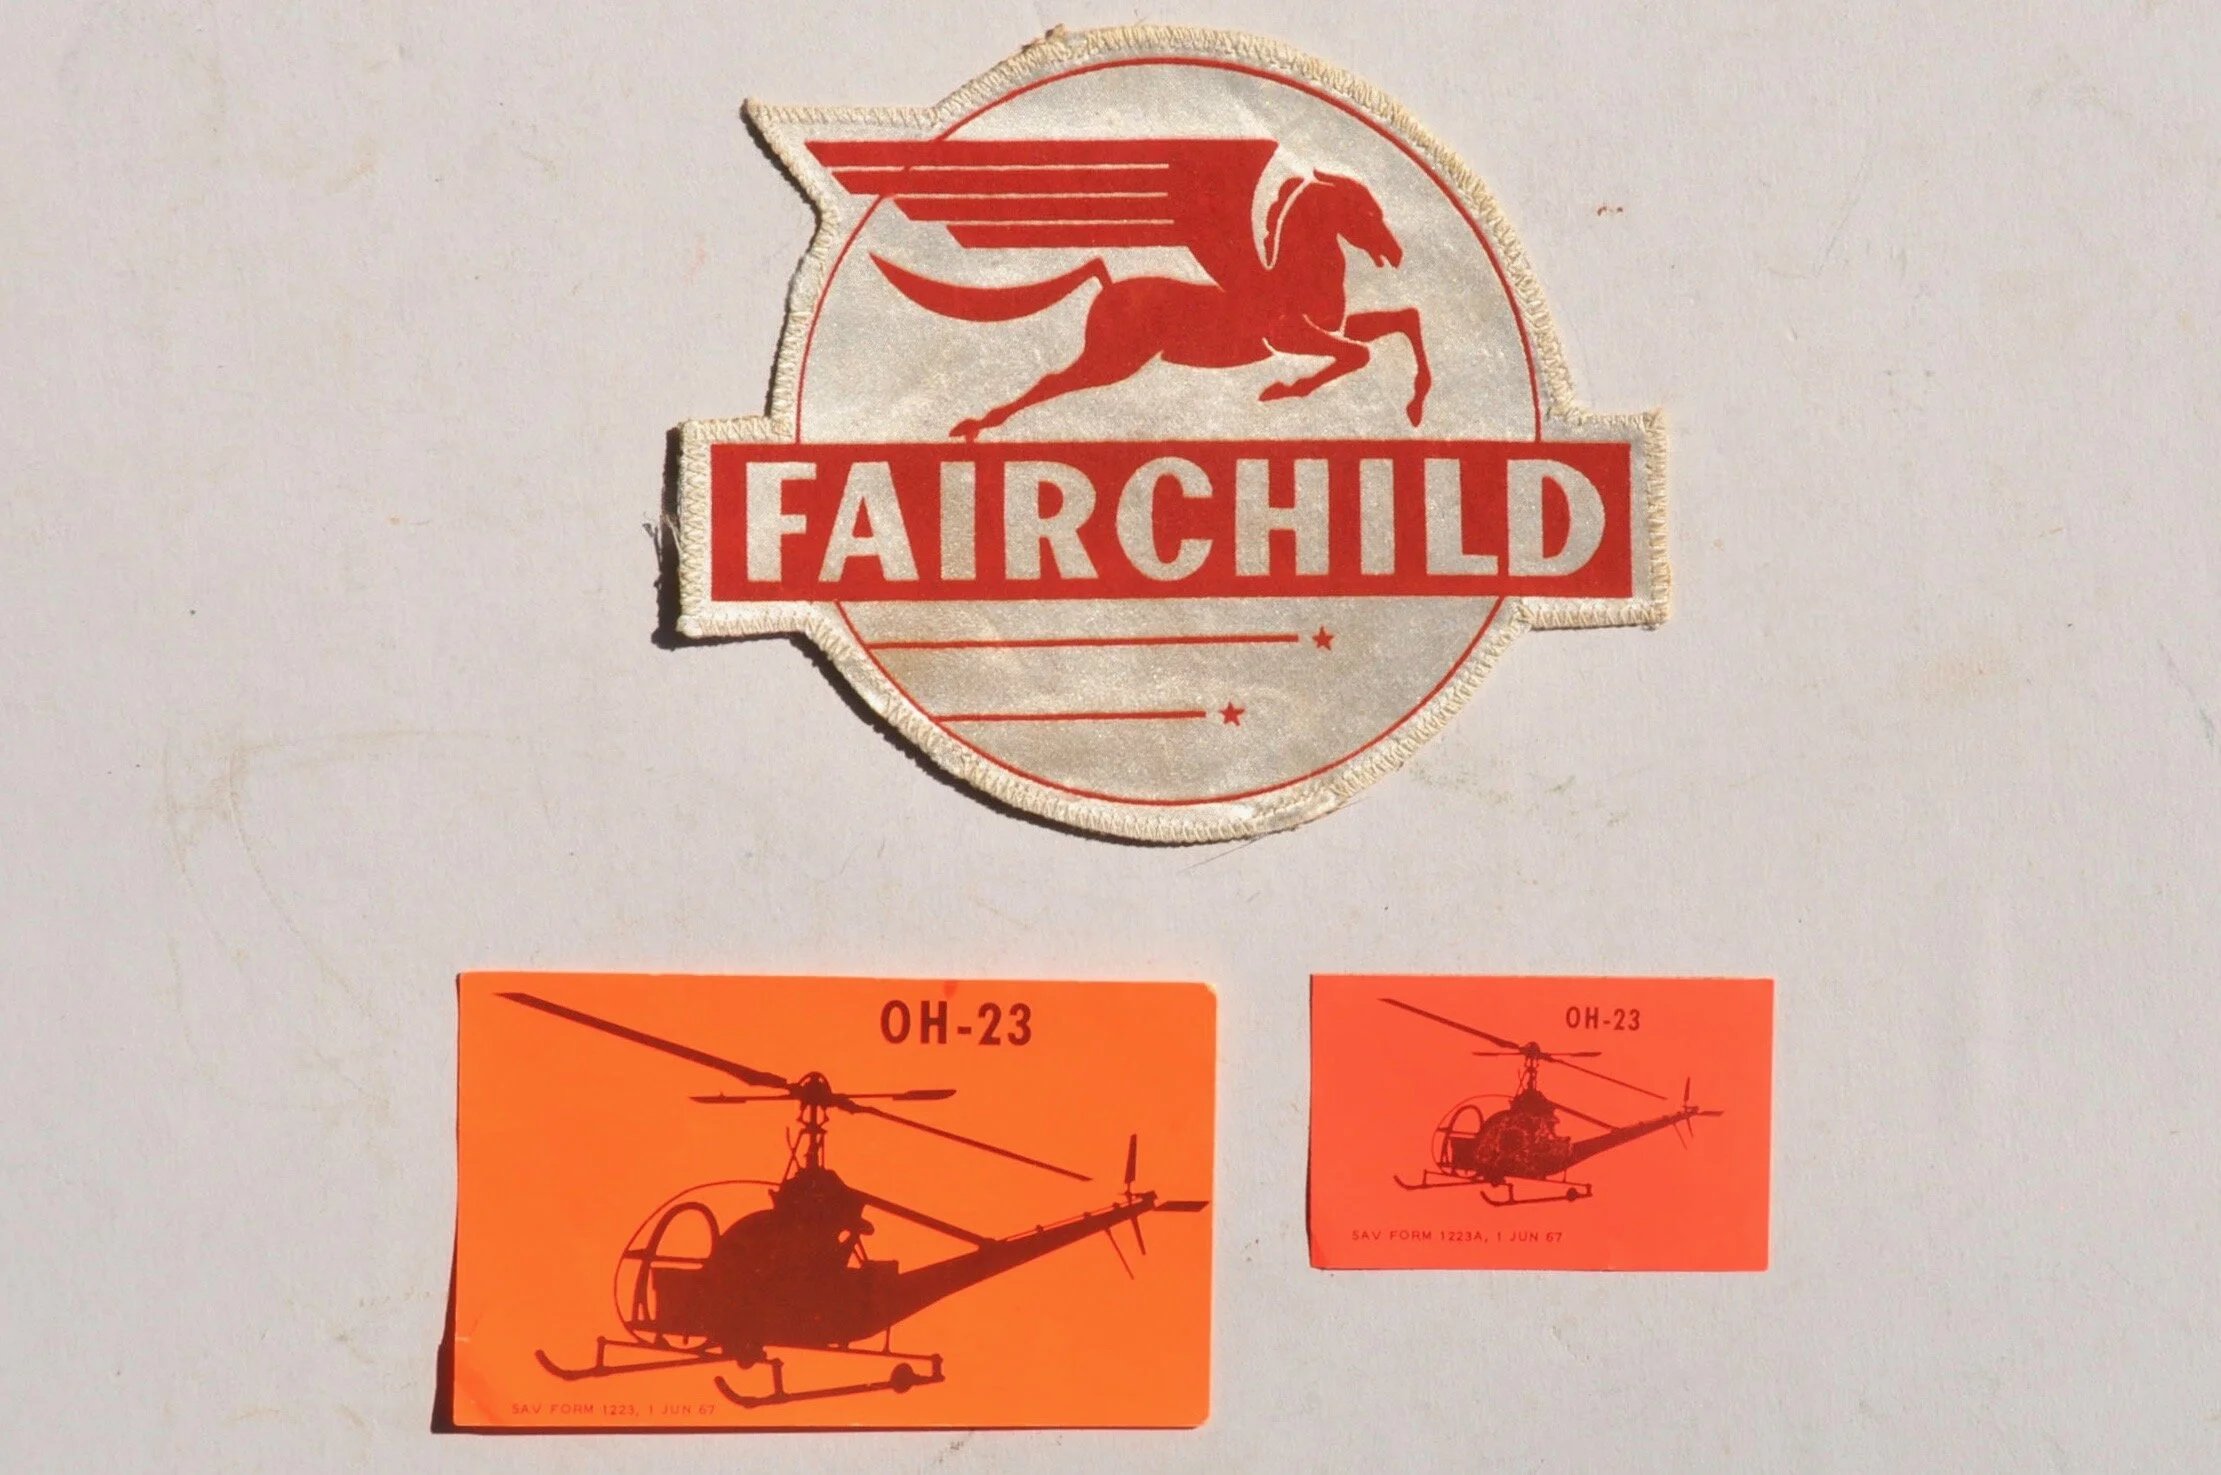 FAIRCHILD
OH-23
SAV FORM 1223, 1 JUN 67
OH-23
SAV FORM 1223A, 1 JUN 67